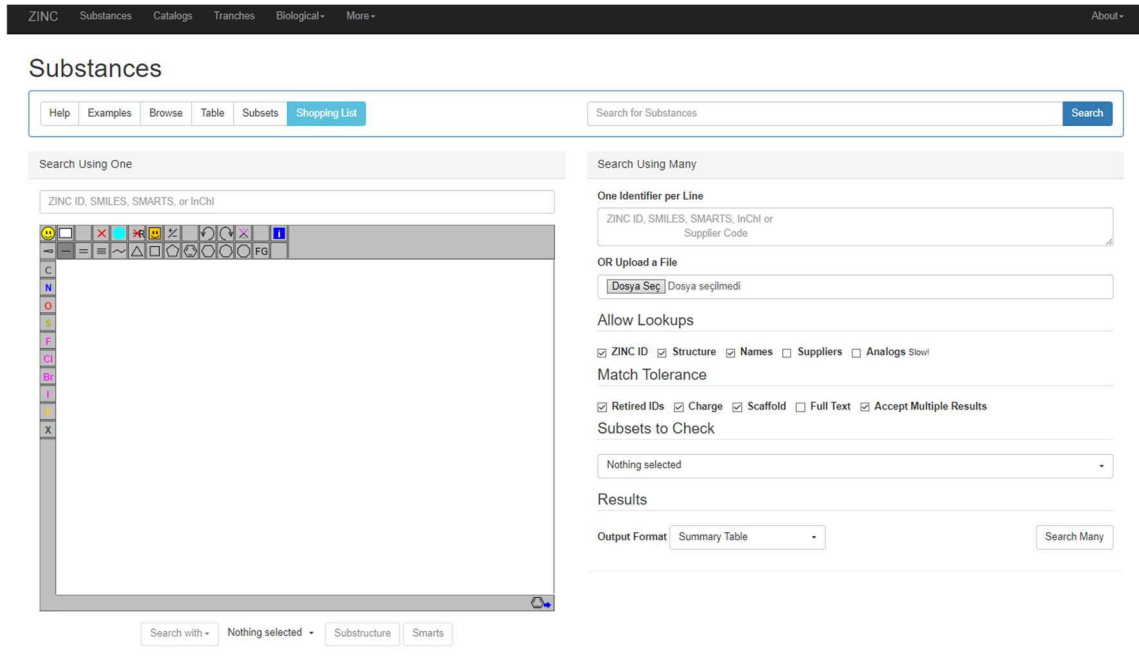 ZINC Substances Catalogs Tranches Biological More About
Substances
Help Examples Browse Table Subsets Shopping List Search for Substances Search
Search Using One
ZINC ID, SMILES, SMARTS, or InChI
R i
FG
C
N
O
S
F
Cl
Br
I
P
X
Search with Nothing selected Substructure Smarts
Search Using Many
One Identifier per Line
ZINC ID, SMILES, SMARTS, InChI or
Supplier Code
OR Upload a File
Dosya Seç Dosya seçilmedi
Allow Lookups
ZINC ID Structure Names Suppliers Analogs Slow!
Match Tolerance
Retired IDs Charge Scaffold Full Text Accept Multiple Results
Subsets to Check
Nothing selected
Results
Output Format Summary Table Search Many